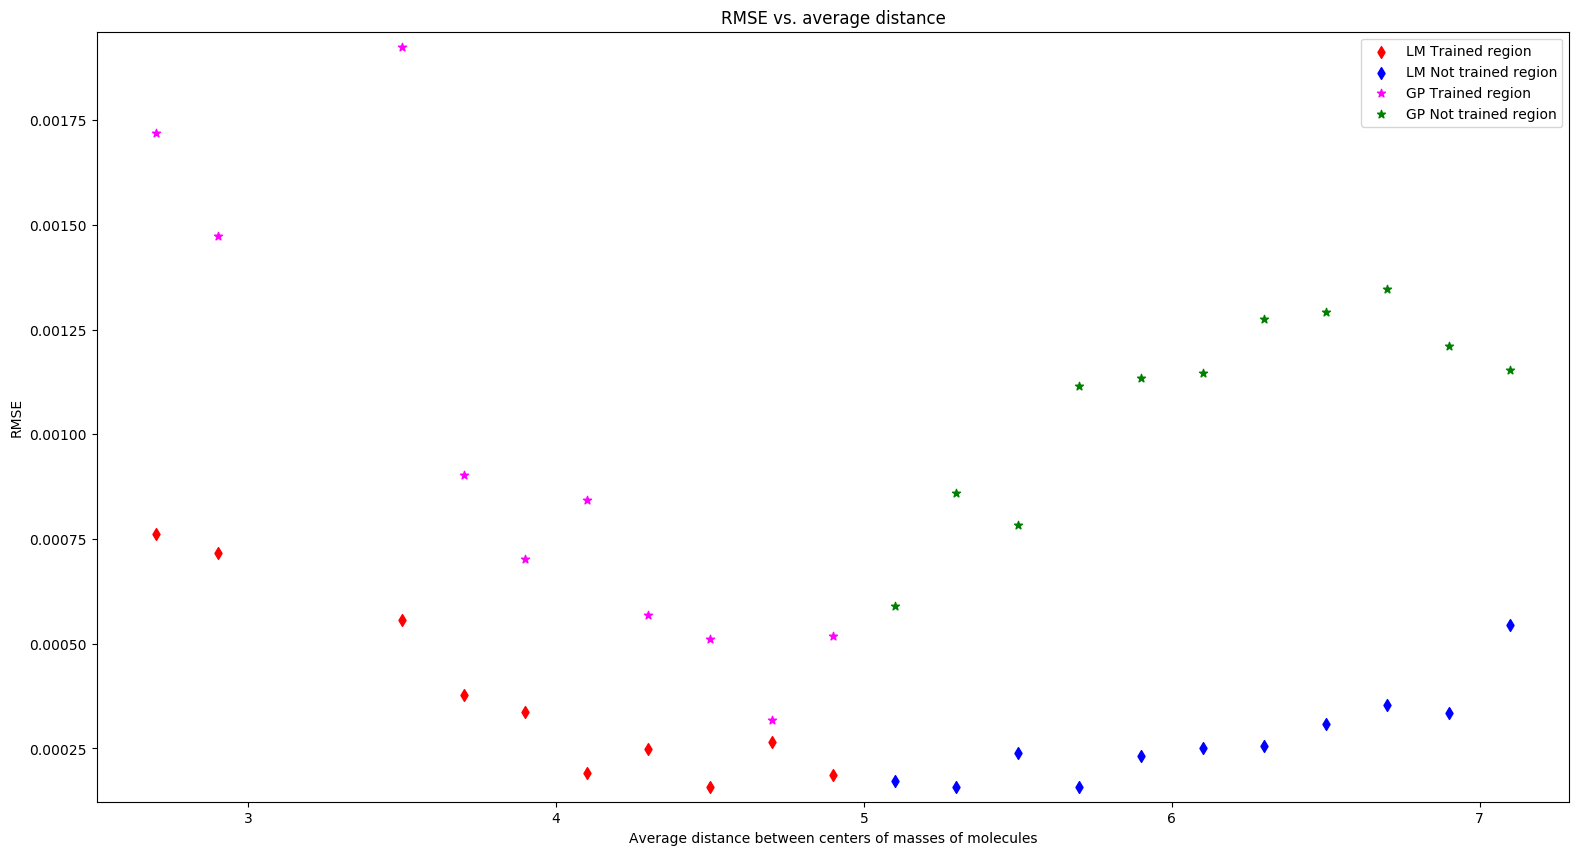 RMSE vs. average distance
LM Trained region
LM Not trained region
GP Trained region
GP Not trained region
0.00175
0.00150
0.00125
0.00100
0.00075
0.00050
0.00025
RMSE
3 4 5 6 7
Average distance between centers of masses of molecules